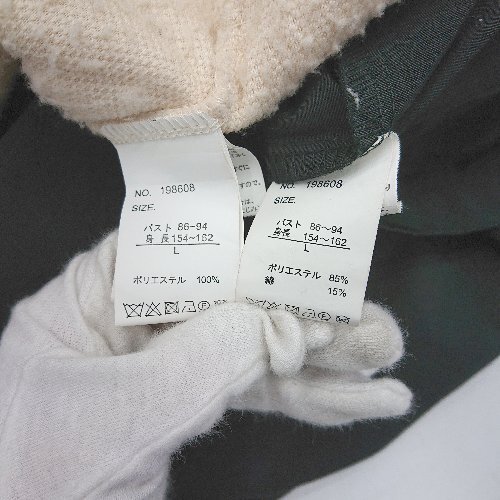 NO. 198608
SIZE.
バスト 86-94
身長 154~162
L
ポリエステル 100%
NO. 198608
SIZE.
バスト 86~94
身長 154~162
L
ポリエステル 85%
綿 15%